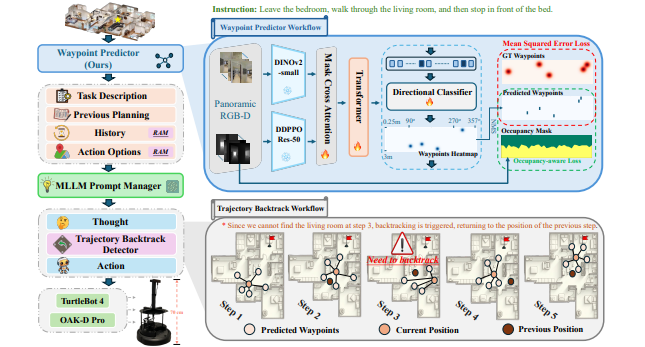 Instruction: Leave the bedroom, walk through the living room, and then stop in front of the bed.
Waypoint Predictor
(Ours)
Task Description
Previous Planning
History
RAM
Action Options
RAM
MLLM Prompt Manager
Thought
Trajectory Backtrack
Detector
Action
TurtleBot 4
OAK-D Pro
70 cm
Waypoint Predictor Workflow
Panoramic
RGB-D
DINOv2
-small
DDPPO
Res-50
Mask Cross Attention
Transformer
Directional Classifier
0.25m
90°
270°
357°
3m
Waypoints Heatmap
NMS
Mean Squared Error Loss
GT Waypoints
Predicted Waypoints
Occupancy Mask
Occupancy-aware Loss
Trajectory Backtrack Workflow
* Since we cannot find the living room at step 3, backtracking is triggered, returning to the position of the previous step.
Need to backtrack
Step 1
Step 2
Step 3
Step 4
Step 5
Predicted Waypoints
Current Position
Previous Position